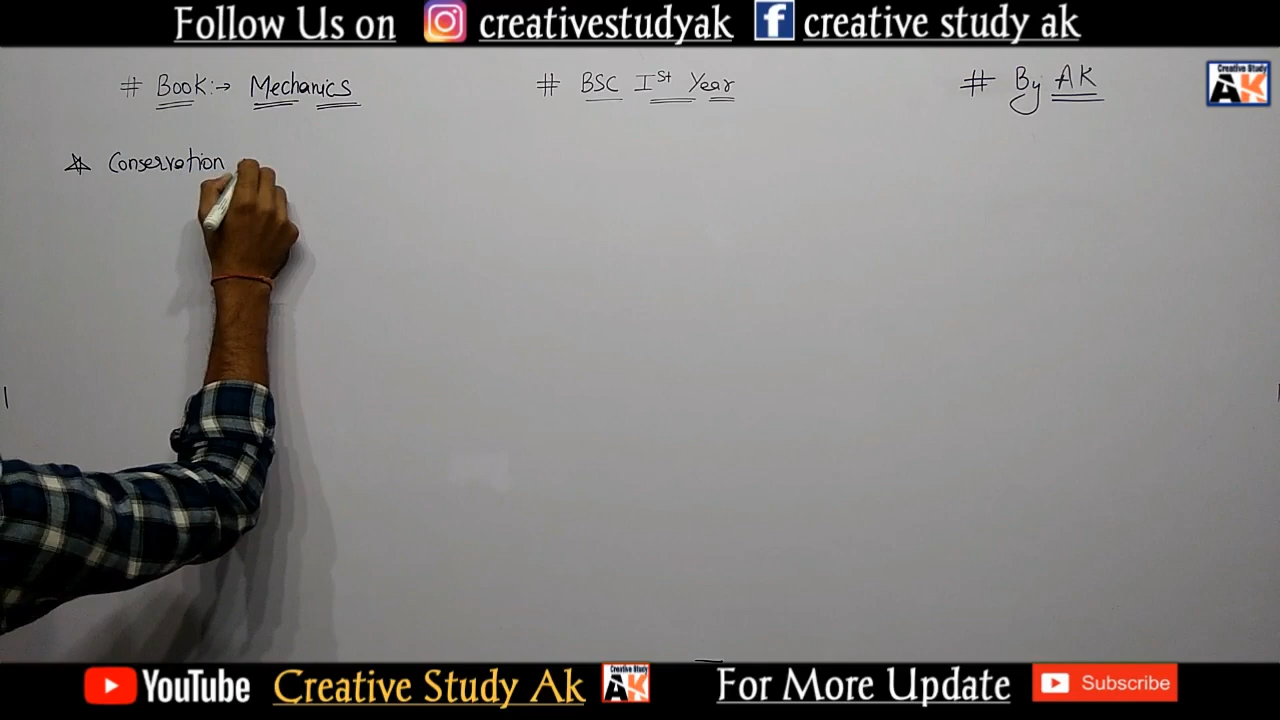 Follow Us on creativestudyak creative study ak
# Book:→ Mechanics # BSC Ist Year # By AK
Creative Study
AK
☆ Conservation
YouTube Creative Study Ak Creative Study AK For More Update Subscribe